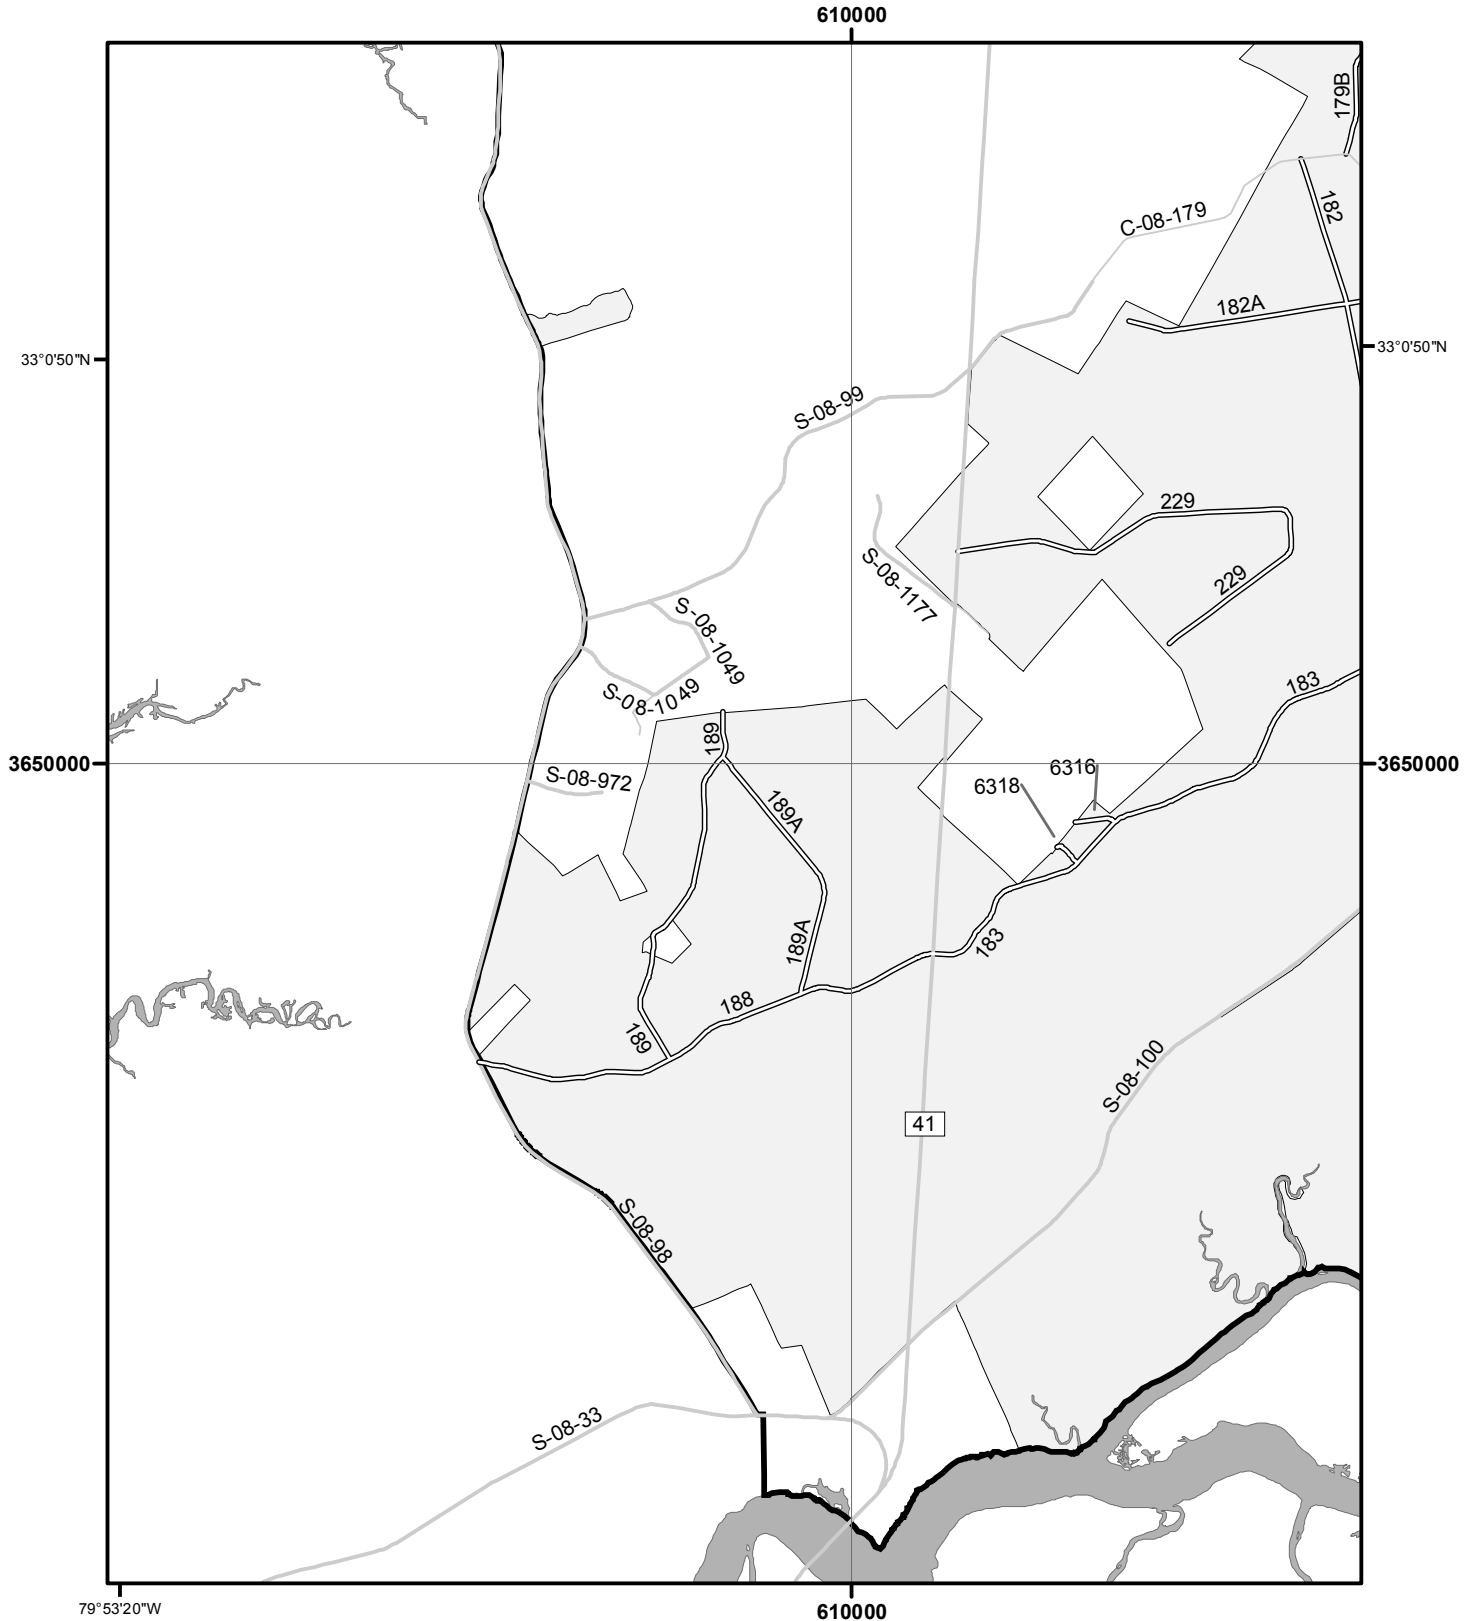 610000
179B
182
C-08-179
182A
33°0'50"N
33°0'50"N
S-08-99
229
229
S-08-1177
S-08-1049
S-08-1049
183
189
3650000
3650000
S-08-972
6316
6318
189A
189A
183
188
189
S-08-100
41
S-08-98
S-08-33
79°53'20"W
610000